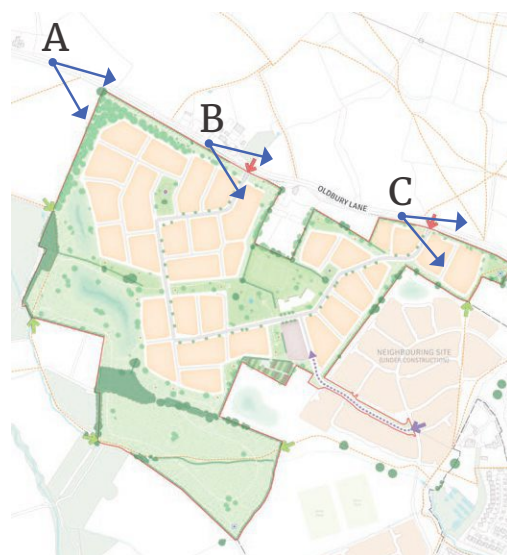 A
B
C
OLDBURY LANE
NEIGHBOURING SITE
(UNDER CONSTRUCTION)